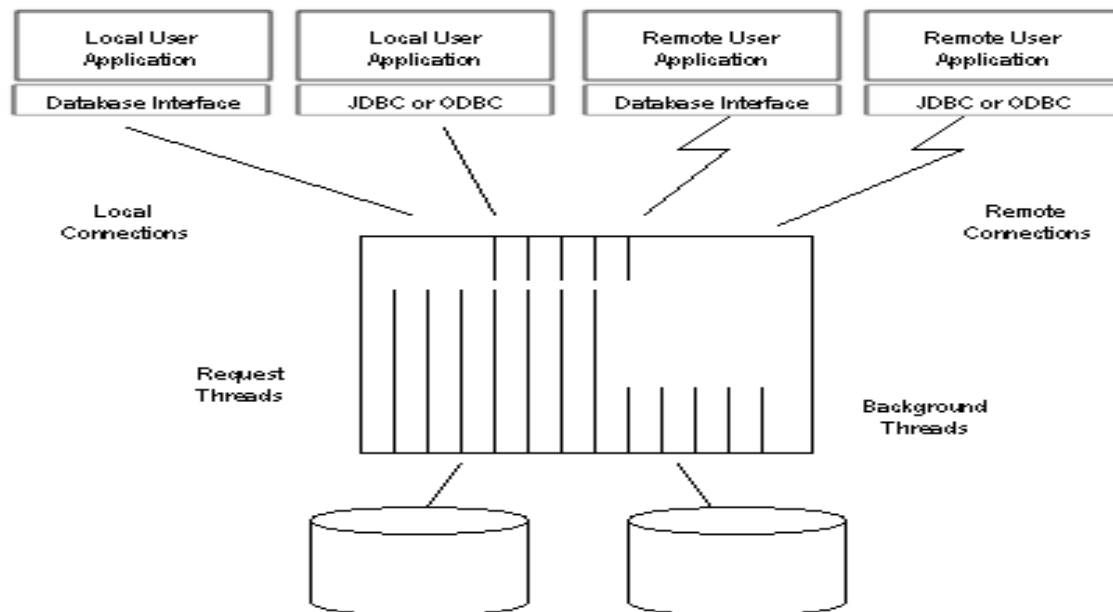 Local User
Application
Local User
Application
Remote User
Application
Remote User
Application
Database Interface
JDBC or ODBC
Database Interface
JDBC or ODBC
Local
Connections
Remote
Connections
Request
Threads
Background
Threads